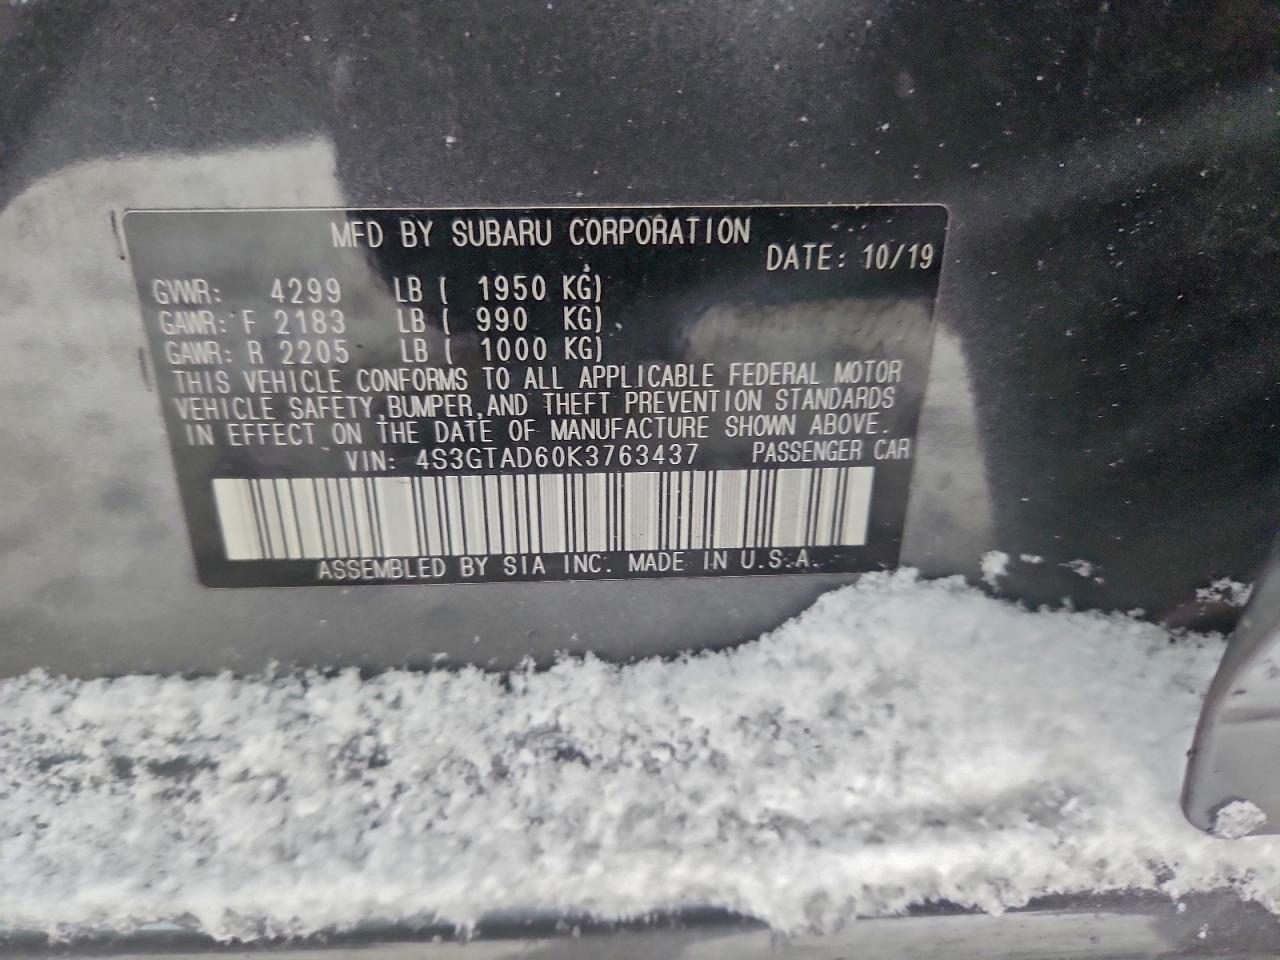 MFD BY SUBARU CORPORATION
DATE: 10/19
GVWR: 4299 LB ( 1950 KG)
GAWR: F 2183 LB ( 990 KG)
GAWR: R 2205 LB ( 1000 KG)
THIS VEHICLE CONFORMS TO ALL APPLICABLE FEDERAL MOTOR
VEHICLE SAFETY,BUMPER,AND THEFT PREVENTION STANDARDS
IN EFFECT ON THE DATE OF MANUFACTURE SHOWN ABOVE.
VIN: 4S3GTAD60K3763437 PASSENGER CAR
ASSEMBLED BY SIA INC. MADE IN U.S.A.